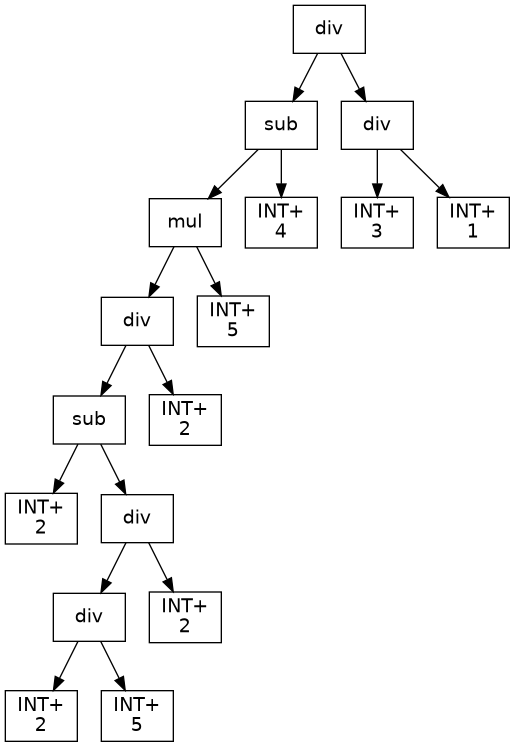 div
sub
div
mul
INT+
4
INT+
3
INT+
1
div
INT+
5
sub
INT+
2
INT+
2
div
div
INT+
2
INT+
2
INT+
5